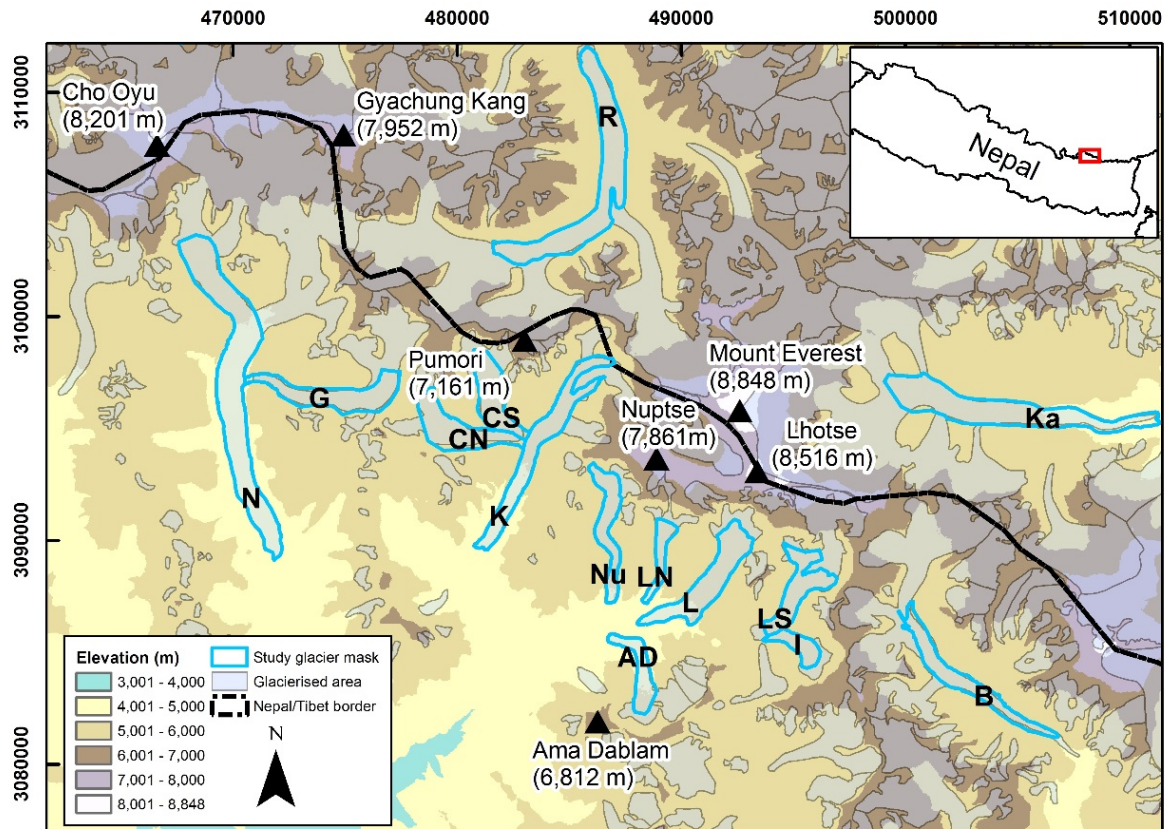 470000
480000
490000
500000
510000
3110000
3100000
3090000
3080000
Cho Oyu
(8,201 m)
Gyachung Kang
(7,952 m)
R
Nepal
Pumori
(7,161 m)
Mount Everest
(8,848 m)
Nuptse
(7,861m)
Lhotse
(8,516 m)
G
CS
CN
Ka
N
K
Nu
LN
L
LS
I
AD
B
Ama Dablam
(6,812 m)
Elevation (m)
3,001 - 4,000
4,001 - 5,000
5,001 - 6,000
6,001 - 7,000
7,001 - 8,000
8,001 - 8,848
Study glacier mask
Glacierised area
Nepal/Tibet border
N